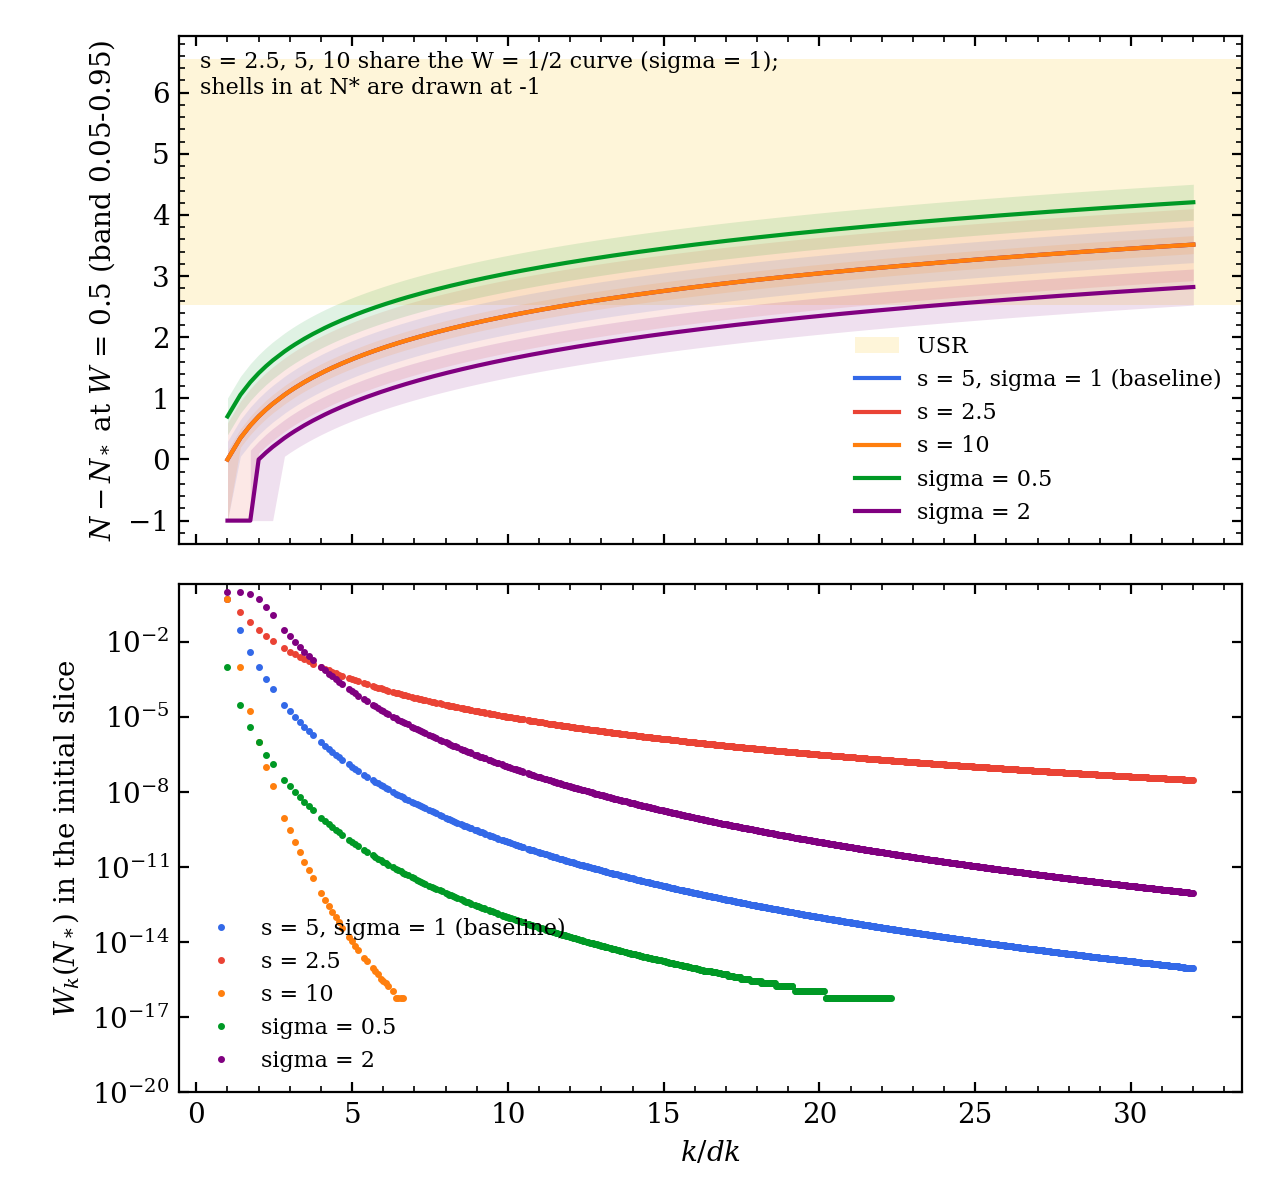 s = 2.5, 5, 10 share the W = 1/2 curve (sigma = 1);
shells in at N* are drawn at -1
N − N* at W = 0.5 (band 0.05-0.95)
6
5
4
3
2
1
0
−1
USR
s = 5, sigma = 1 (baseline)
s = 2.5
s = 10
sigma = 0.5
sigma = 2
W_k(N_*) in the initial slice
10^-2
10^-5
10^-8
10^-11
10^-14
10^-17
10^-20
s = 5, sigma = 1 (baseline)
s = 2.5
s = 10
sigma = 0.5
sigma = 2
0 5 10 15 20 25 30
k/dk